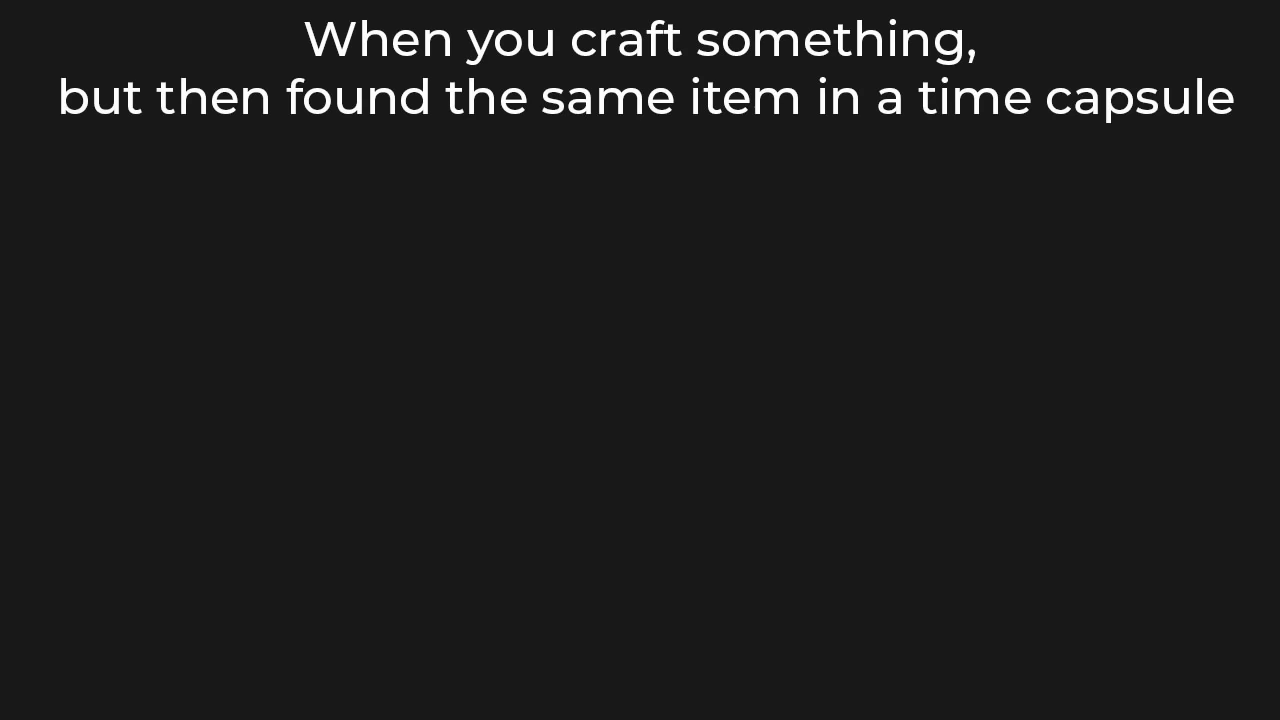 When you craft something,
but then found the same item in a time capsule